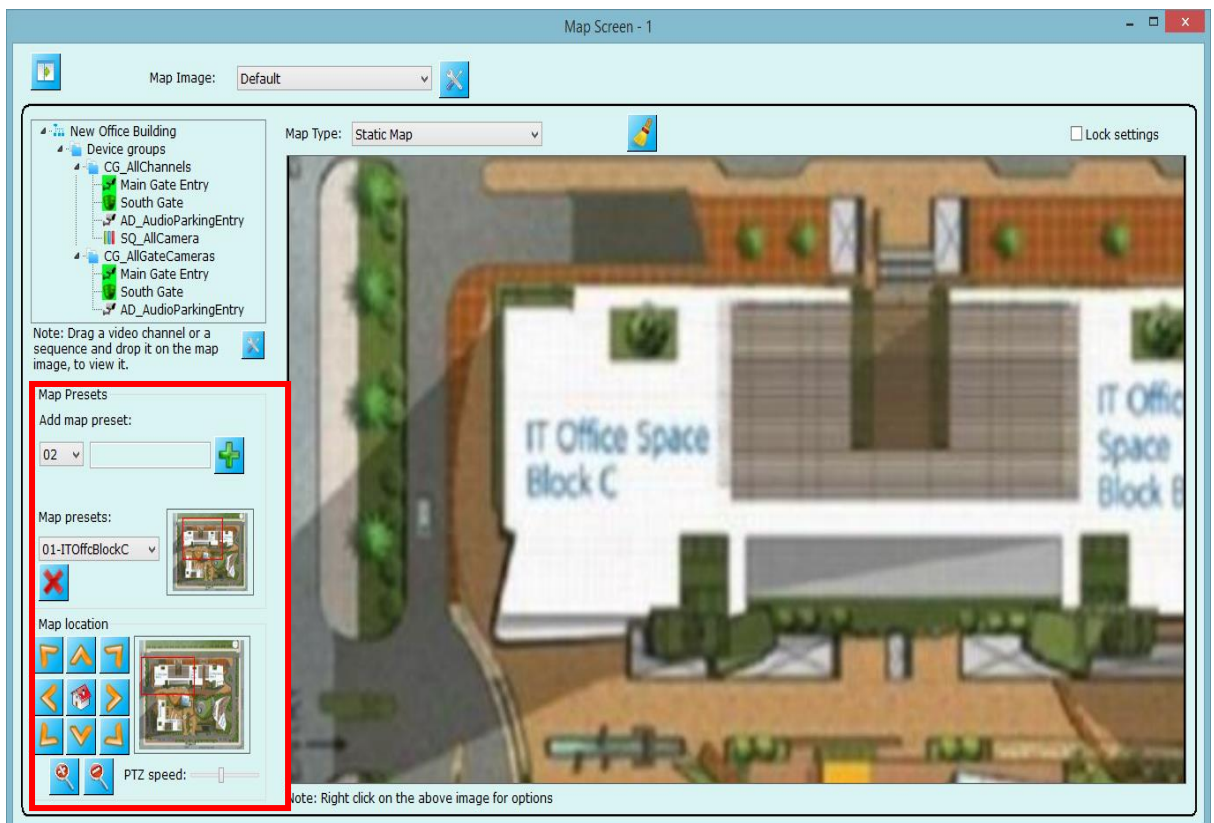 Map Screen - 1
Map Image: Default
New Office Building
Device groups
CG_AllChannels
Main Gate Entry
South Gate
AD_AudioParkingEntry
SQ_AllCamera
CG_AllGateCameras
Main Gate Entry
South Gate
AD_AudioParkingEntry
Note: Drag a video channel or a
sequence and drop it on the map
image, to view it.
Map Presets
Add map preset:
02
Map presets:
01-ITOffcBlockC
Map location
PTZ speed:
Map Type: Static Map
Lock settings
IT Office Space
Block C
IT Offic
Space
Block B
Note: Right click on the above image for options